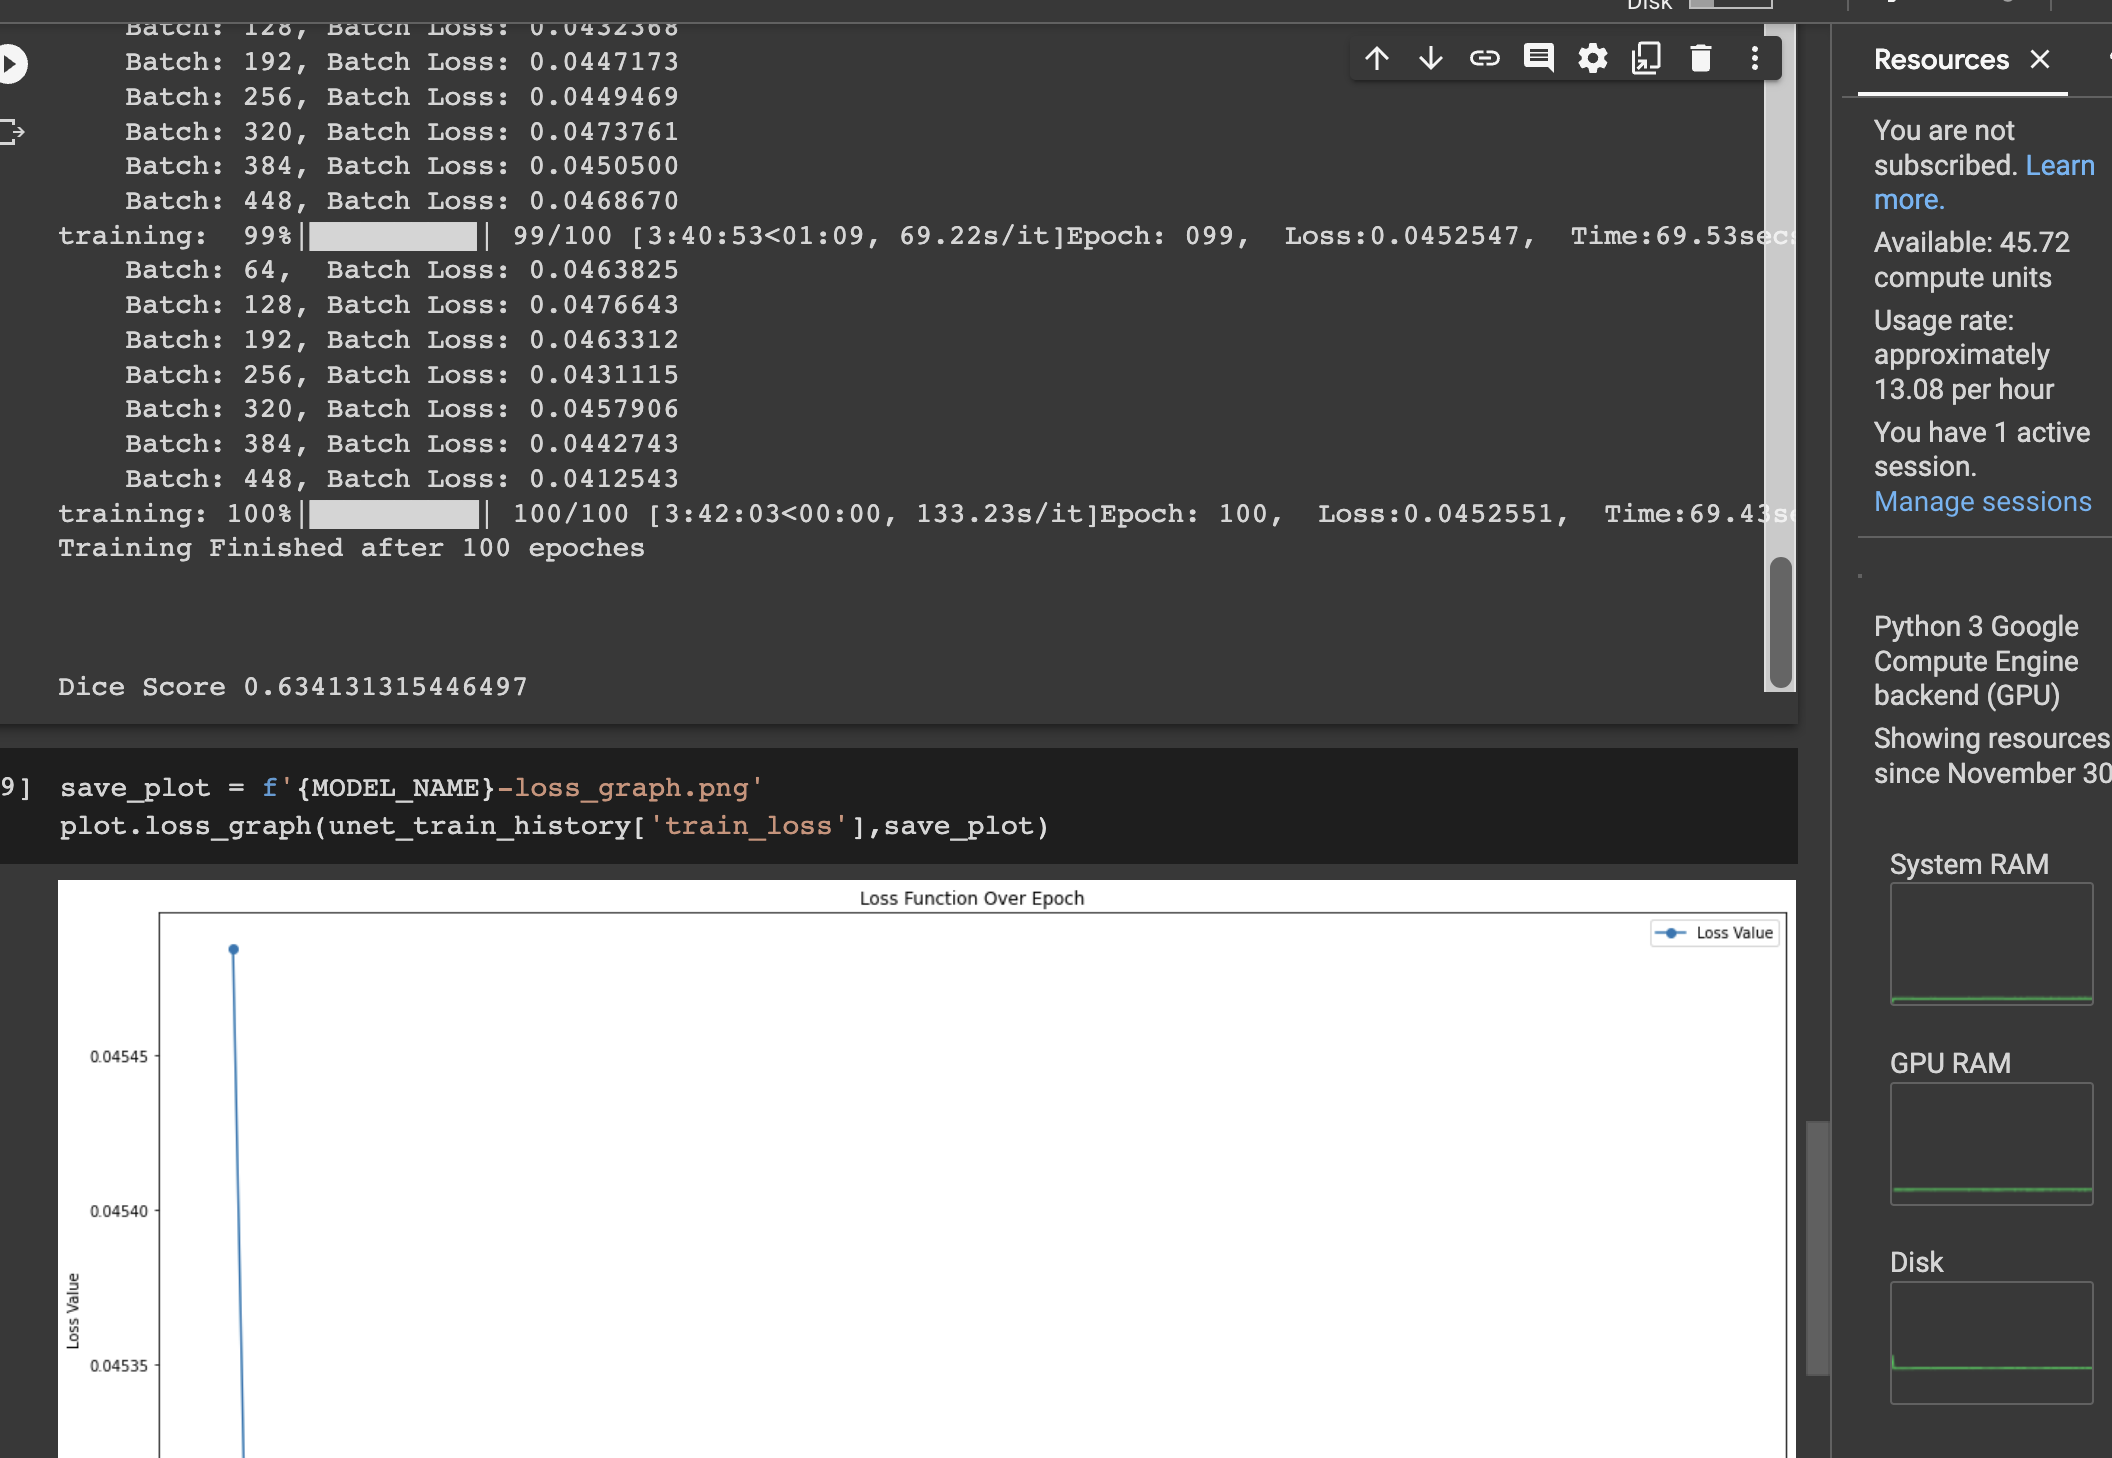 Disk
Batch: 128, Batch Loss: 0.0432368
Batch: 192, Batch Loss: 0.0447173
Batch: 256, Batch Loss: 0.0449469
Batch: 320, Batch Loss: 0.0473761
Batch: 384, Batch Loss: 0.0450500
Batch: 448, Batch Loss: 0.0468670
training:  99%| | 99/100 [3:40:53<01:09, 69.22s/it]Epoch: 099,  Loss:0.0452547,  Time:69.53secs
Batch: 64,  Batch Loss: 0.0463825
Batch: 128, Batch Loss: 0.0476643
Batch: 192, Batch Loss: 0.0463312
Batch: 256, Batch Loss: 0.0431115
Batch: 320, Batch Loss: 0.0457906
Batch: 384, Batch Loss: 0.0442743
Batch: 448, Batch Loss: 0.0412543
training: 100%| | 100/100 [3:42:03<00:00, 133.23s/it]Epoch: 100,  Loss:0.0452551,  Time:69.43s
Training Finished after 100 epoches
Dice Score 0.634131315446497
9] save_plot = f'{MODEL_NAME}-loss_graph.png'
plot.loss_graph(unet_train_history['train_loss'],save_plot)
Loss Function Over Epoch
Loss Value
0.04545
0.04540
0.04535
Loss Value
Resources
You are not
subscribed. Learn
more.
Available: 45.72
compute units
Usage rate:
approximately
13.08 per hour
You have 1 active
session.
Manage sessions
Python 3 Google
Compute Engine
backend (GPU)
Showing resources
since November 30
System RAM
GPU RAM
Disk